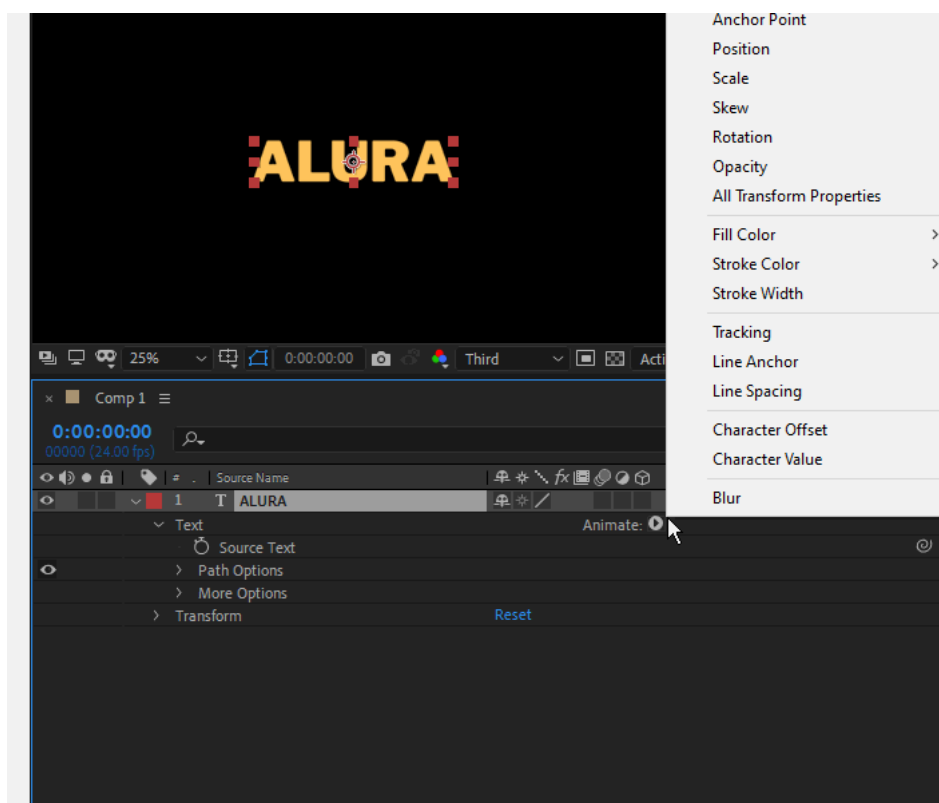 Anchor Point
Position
Scale
Skew
Rotation
Opacity
All Transform Properties
Fill Color
Stroke Color
Stroke Width
Tracking
Line Anchor
Line Spacing
Character Offset
Character Value
Blur
ALURA
25% 0:00:00:00 Third Acti
Comp 1
0:00:00:00
00000 (24.00 fps)
# . Source Name fx
1 T ALURA
Text Animate:
Source Text
Path Options
More Options
Transform Reset